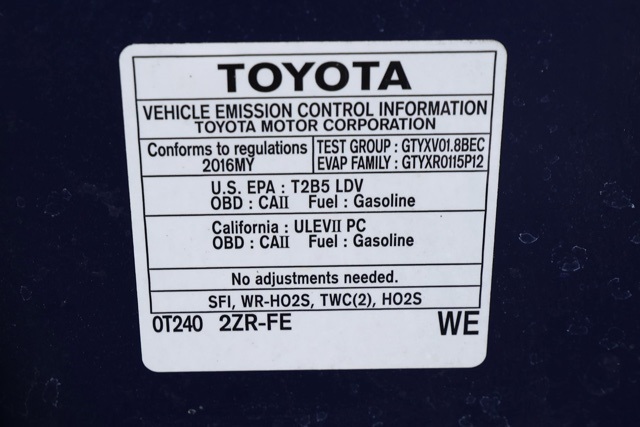 TOYOTA
VEHICLE EMISSION CONTROL INFORMATION
TOYOTA MOTOR CORPORATION
Conforms to regulations
2016MY
TEST GROUP : GTYXV01.8BEC
EVAP FAMILY : GTYXR0115P12
U.S. EPA : T2B5 LDV
OBD : CAII Fuel : Gasoline
California : ULEVII PC
OBD : CAII Fuel : Gasoline
No adjustments needed.
SFI, WR-HO2S, TWC(2), HO2S
0T240 2ZR-FE WE